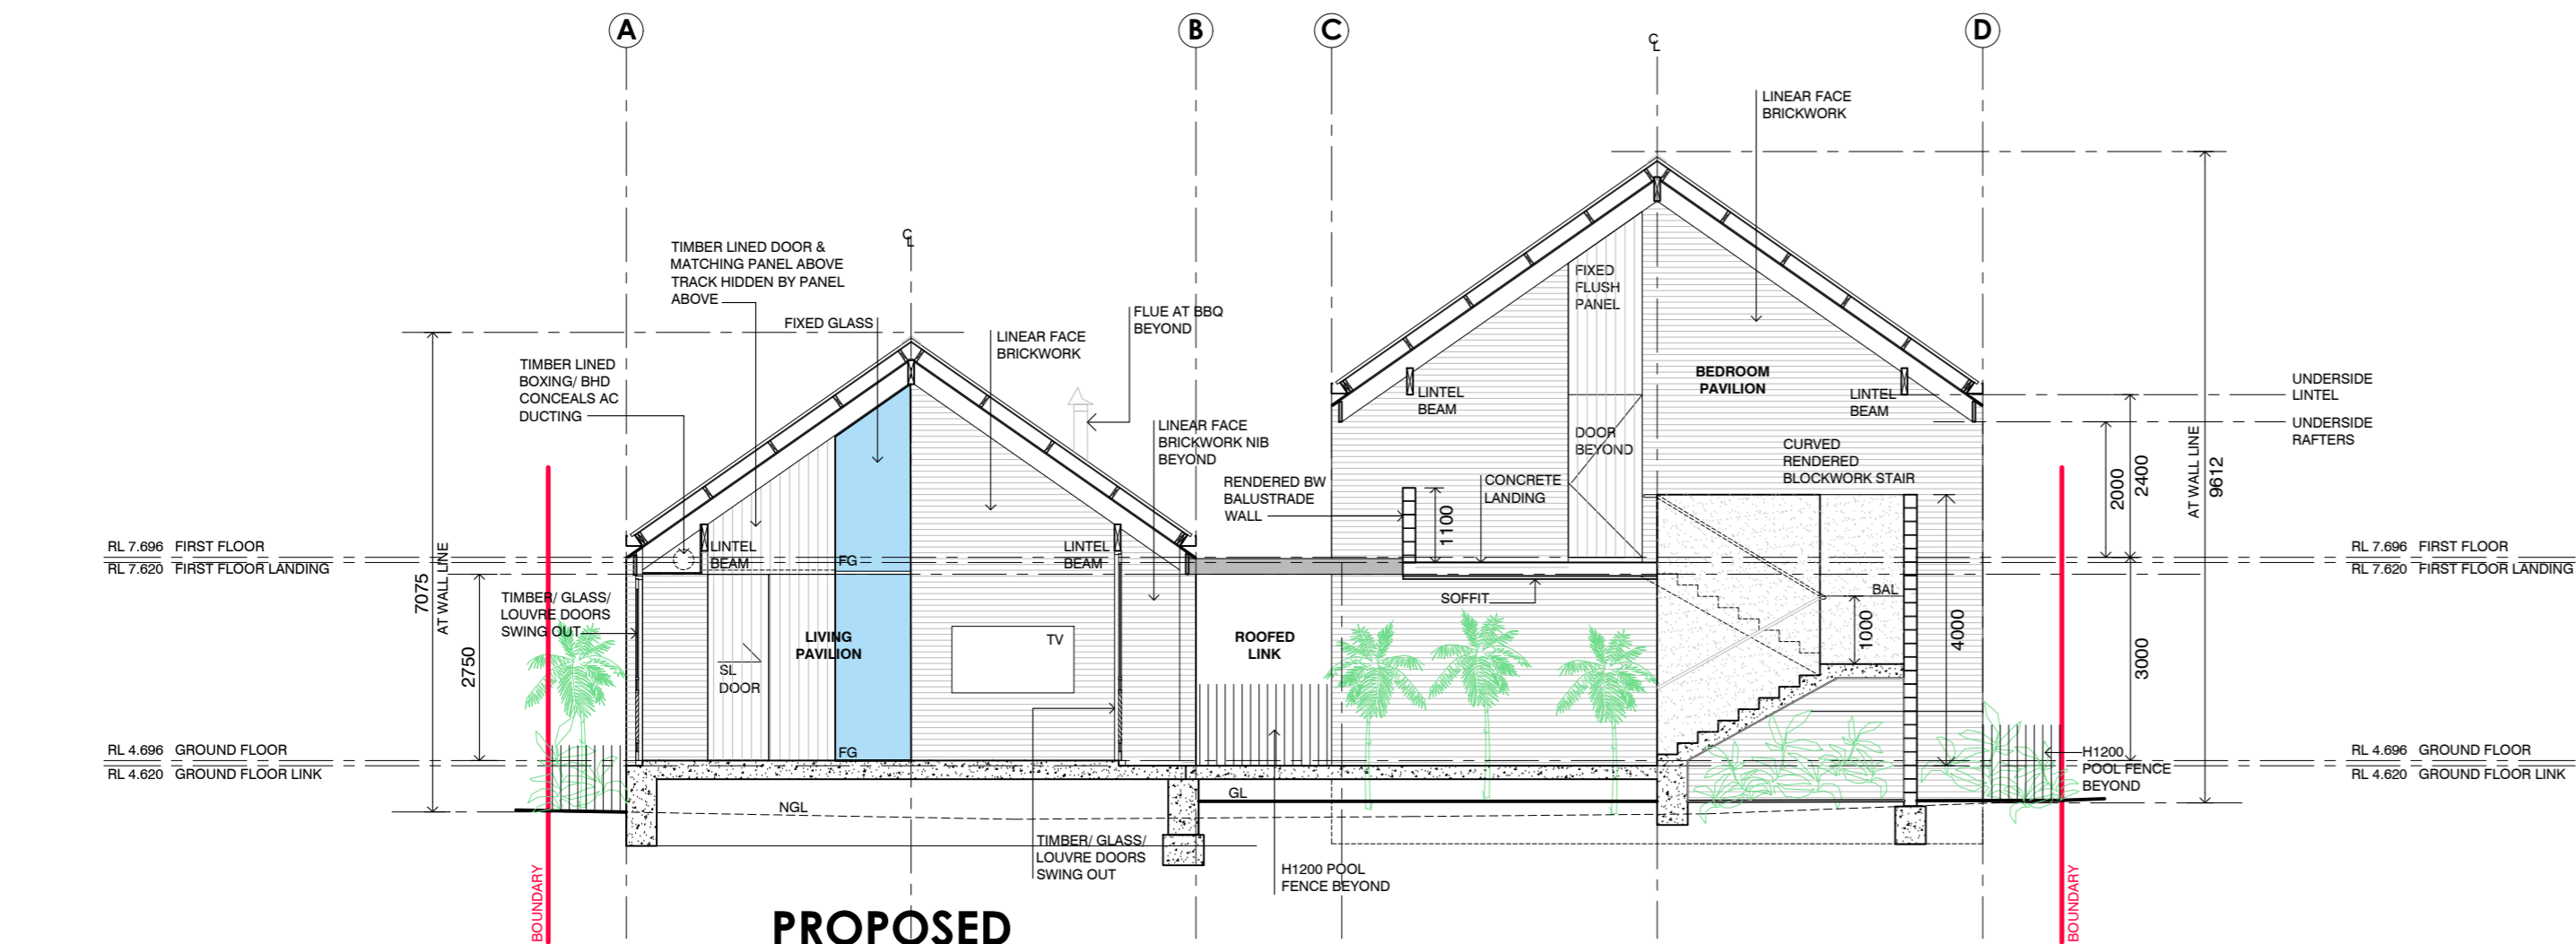 A
B
C
D
CL
CL
LINEAR FACE
BRICKWORK
TIMBER LINED DOOR &
MATCHING PANEL ABOVE
TRACK HIDDEN BY PANEL
ABOVE
FIXED GLASS
LINEAR FACE
BRICKWORK
FLUE AT BBQ
BEYOND
TIMBER LINED
BOXING/ BHD
CONCEALS AC
DUCTING
LINEAR FACE
BRICKWORK NIB
BEYOND
FIXED
FLUSH
PANEL
BEDROOM
PAVILION
LINTEL
BEAM
LINTEL
BEAM
UNDERSIDE
LINTEL
UNDERSIDE
RAFTERS
DOOR
BEYOND
CURVED
RENDERED
BLOCKWORK STAIR
RENDERED BW
BALUSTRADE
WALL
CONCRETE
LANDING
1100
2000
2400
AT WALL LINE
9612
RL 7.696 FIRST FLOOR
RL 7.620 FIRST FLOOR LANDING
7075
AT WALL LINE
LINTEL
BEAM
FG
LINTEL
BEAM
RL 7.696 FIRST FLOOR
RL 7.620 FIRST FLOOR LANDING
TIMBER/ GLASS/
LOUVRE DOORS
SWING OUT
SOFFIT
BAL
2750
LIVING
PAVILION
TV
ROOFED
LINK
1000
4000
3000
SL
DOOR
FG
RL 4.696 GROUND FLOOR
RL 4.620 GROUND FLOOR LINK
RL 4.696 GROUND FLOOR
RL 4.620 GROUND FLOOR LINK
H1200
POOL FENCE
BEYOND
NGL
GL
TIMBER/ GLASS/
LOUVRE DOORS
SWING OUT
H1200 POOL
FENCE BEYOND
BOUNDARY
BOUNDARY
PROPOSED